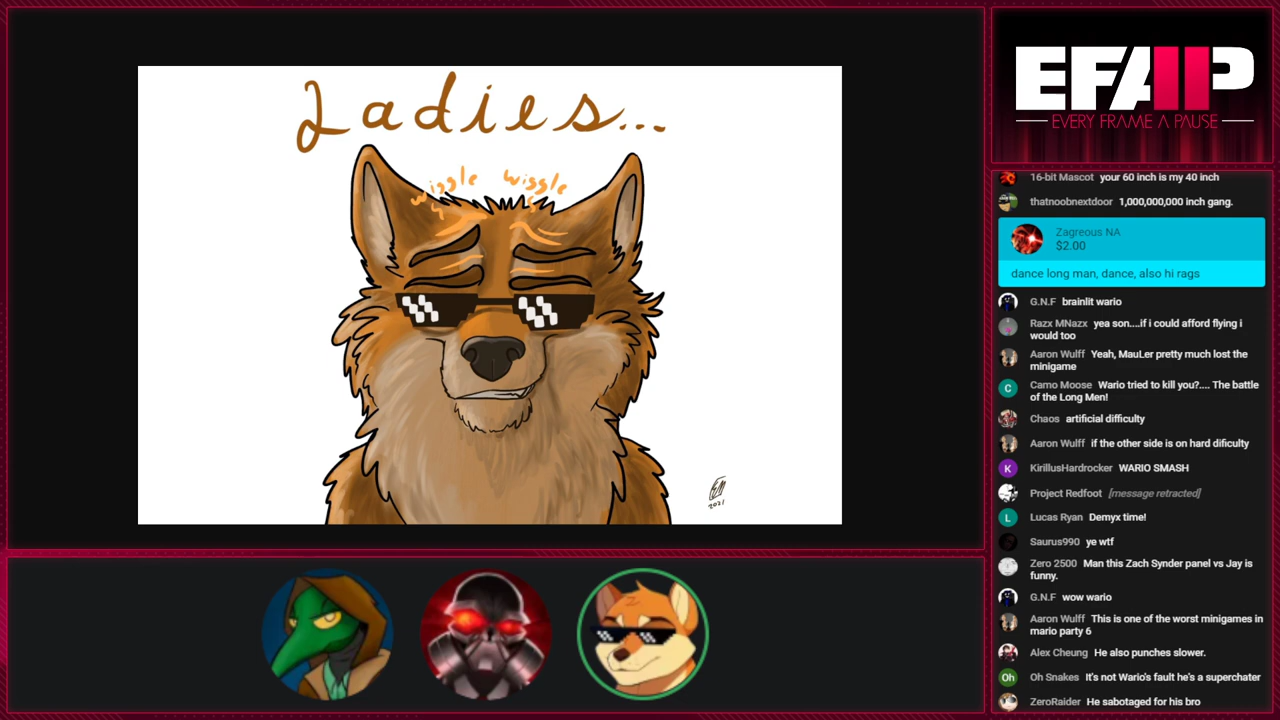 Ladies...
wiggle wiggle
2021
EFAP
EVERY FRAME A PAUSE
16-bit Mascot your 60 inch is my 40 inch
thatnoobnextdoor 1,000,000,000 inch gang.
Zagreous NA
$2.00
dance long man, dance, also hi rags
G.N.F brainlit wario
Razx MNazx yea son....if i could afford flying i
would too
Aaron Wulff Yeah, MauLer pretty much lost the
minigame
C
Camo Moose Wario tried to kill you?.... The battle
of the Long Men!
Chaos artificial difficulty
Aaron Wulff if the other side is on hard dificulty
K
KirillusHardrocker WARIO SMASH
Project Redfoot [message retracted]
L
Lucas Ryan Demyx time!
Saurus990 ye wtf
Zero 2500 Man this Zach Synder panel vs Jay is
funny.
G.N.F wow wario
Aaron Wulff This is one of the worst minigames in
mario party 6
Alex Cheung He also punches slower.
Oh
Oh Snakes It's not Wario's fault he's a superchater
ZeroRaider He sabotaged for his bro